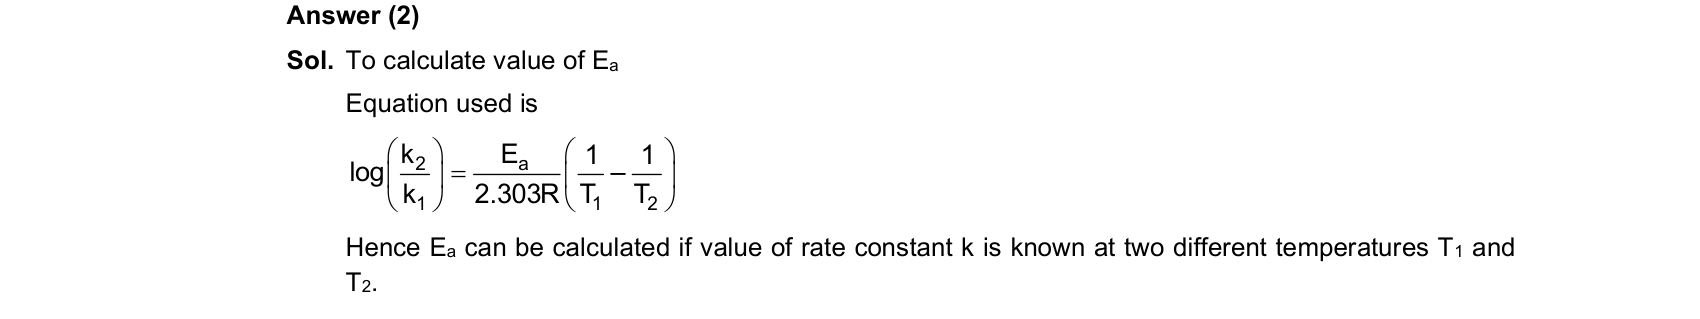 Answer (2)
Sol. To calculate value of Eₐ
Equation used is
log(k₂/k₁) = Eₐ/2.303R (1/T₁ − 1/T₂)
Hence Eₐ can be calculated if value of rate constant k is known at two different temperatures T₁ and
T₂.